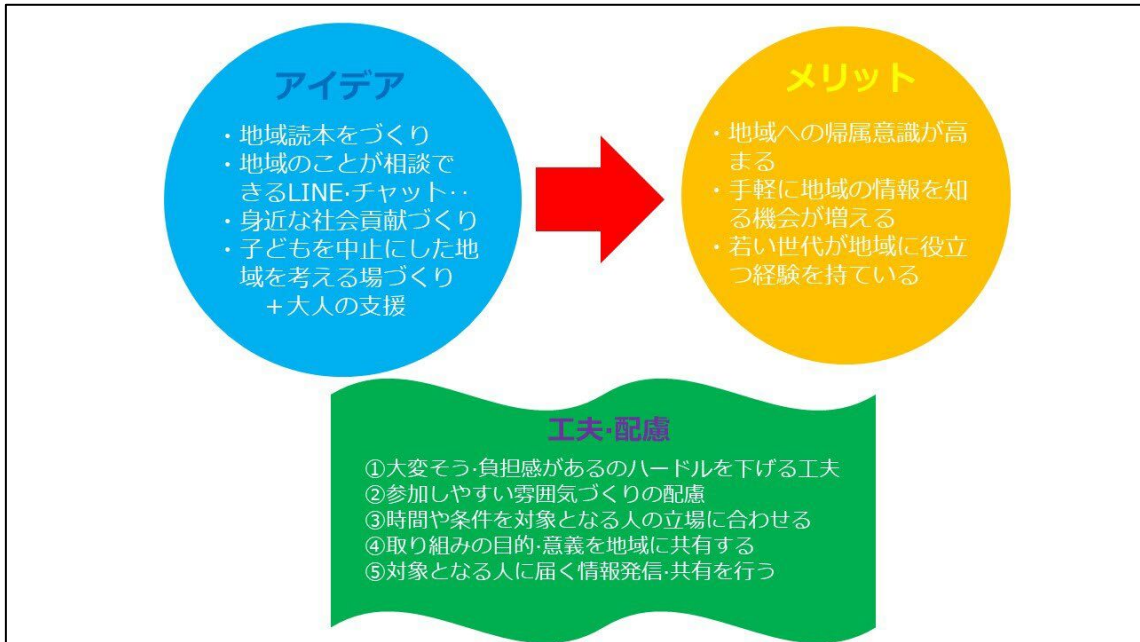 アイデア
・地域読本をづくり
・地域のことが相談で
きるLINE・チャット‥
・身近な社会貢献づくり
・子どもを中止にした地
域を考える場づくり
＋大人の支援
メリット
・地域への帰属意識が高
まる
・手軽に地域の情報を知
る機会が増える
・若い世代が地域に役立
つ経験を持ている
工夫・配慮
①大変そう・負担感があるのハードルを下げる工夫
②参加しやすい雰囲気づくりの配慮
③時間や条件を対象となる人の立場に合わせる
④取り組みの目的・意義を地域に共有する
⑤対象となる人に届く情報発信・共有を行う